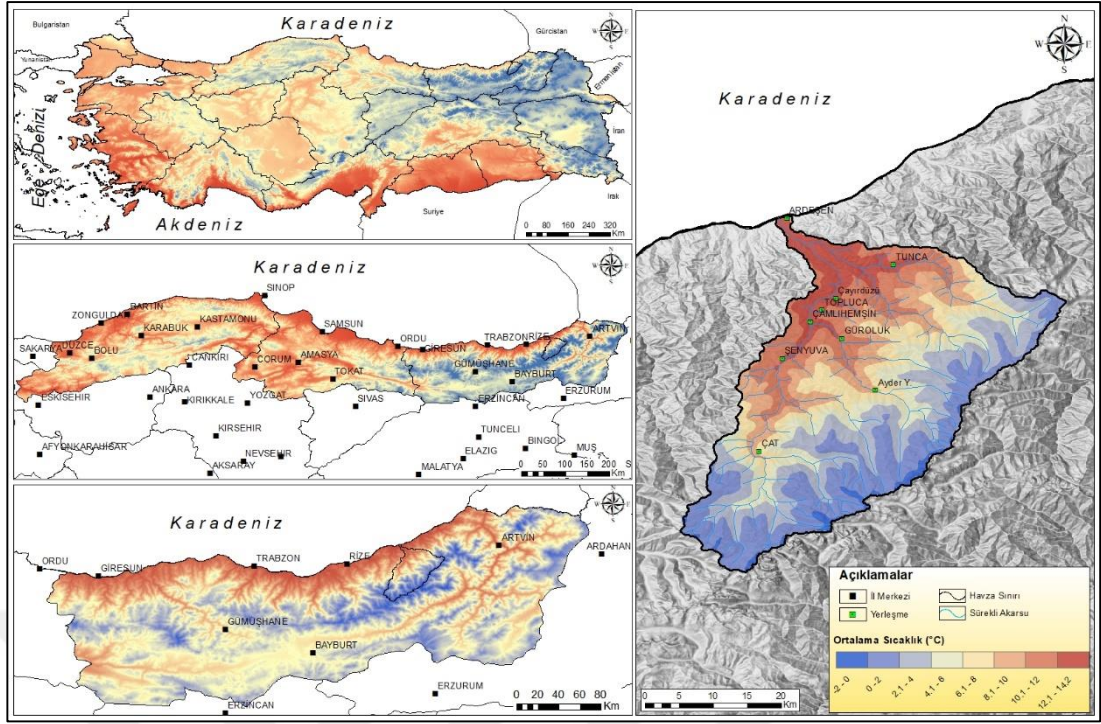 Karadeniz
Bulgaristan
Gürcistan
Yunanistan
Ermenistan
Ege Denizi
İran
Irak
Suriye
Akdeniz
N
W E
S
0 80 160 240 320
Km
Karadeniz
N
W E
SİNOP
BARTIN
ZONGULDAK
KASTAMONU
KARABÜK
SAMSUN
ORDU
GİRESUN
TRABZON
RİZE
ARTVİN
SAKARYA
DÜZCE
BOLU
ÇANKIRI
ÇORUM
AMASYA
TOKAT
GÜMÜŞHANE
BAYBURT
ESKİSEHİR
ANKARA
KIRIKKALE
YOZGAT
SİVAS
ERZİNCAN
ERZURUM
KIRSEHİR
TUNCELİ
AFYONKARAHİSAR
NEVSEHİR
AKSARAY
BİNGOL
MUŞ
ELAZIG
MALATYA
0 50 100 150 200
Km
S
Karadeniz
N
W E
S
ORDU
GİRESUN
TRABZON
RİZE
ARTVİN
ARDAHAN
GÜMÜŞHANE
BAYBURT
ERZURUM
ERZİNCAN
0 20 40 60 80
Km
Karadeniz
N
W E
S
ARDEŞEN
TUNCA
Çayırdüzü
TOPLUCA
ÇAMLIHEMŞİN
GÜROLUK
ŞENYUVA
Ayder Y.
ÇAT
0 5 10 15 20
Km
Açıklamalar
İl Merkezi
Havza Sınırı
Yerleşme
Sürekli Akarsu
Ortalama Sıcaklık (°C)
-2 - 0
0 - 2
2,1 - 4
4,1 - 6
6,1 - 8
8,1 - 10
10,1 - 12
12,1 - 14,2